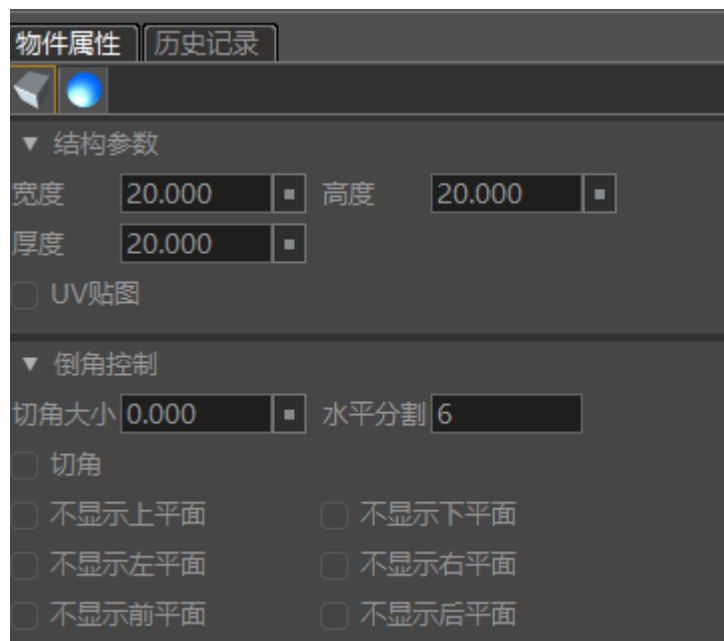 物件属性 历史记录
▼ 结构参数
宽度 20.000 高度 20.000
厚度 20.000
UV贴图
▼ 倒角控制
切角大小 0.000 水平分割 6
切角
不显示上平面 不显示下平面
不显示左平面 不显示右平面
不显示前平面 不显示后平面